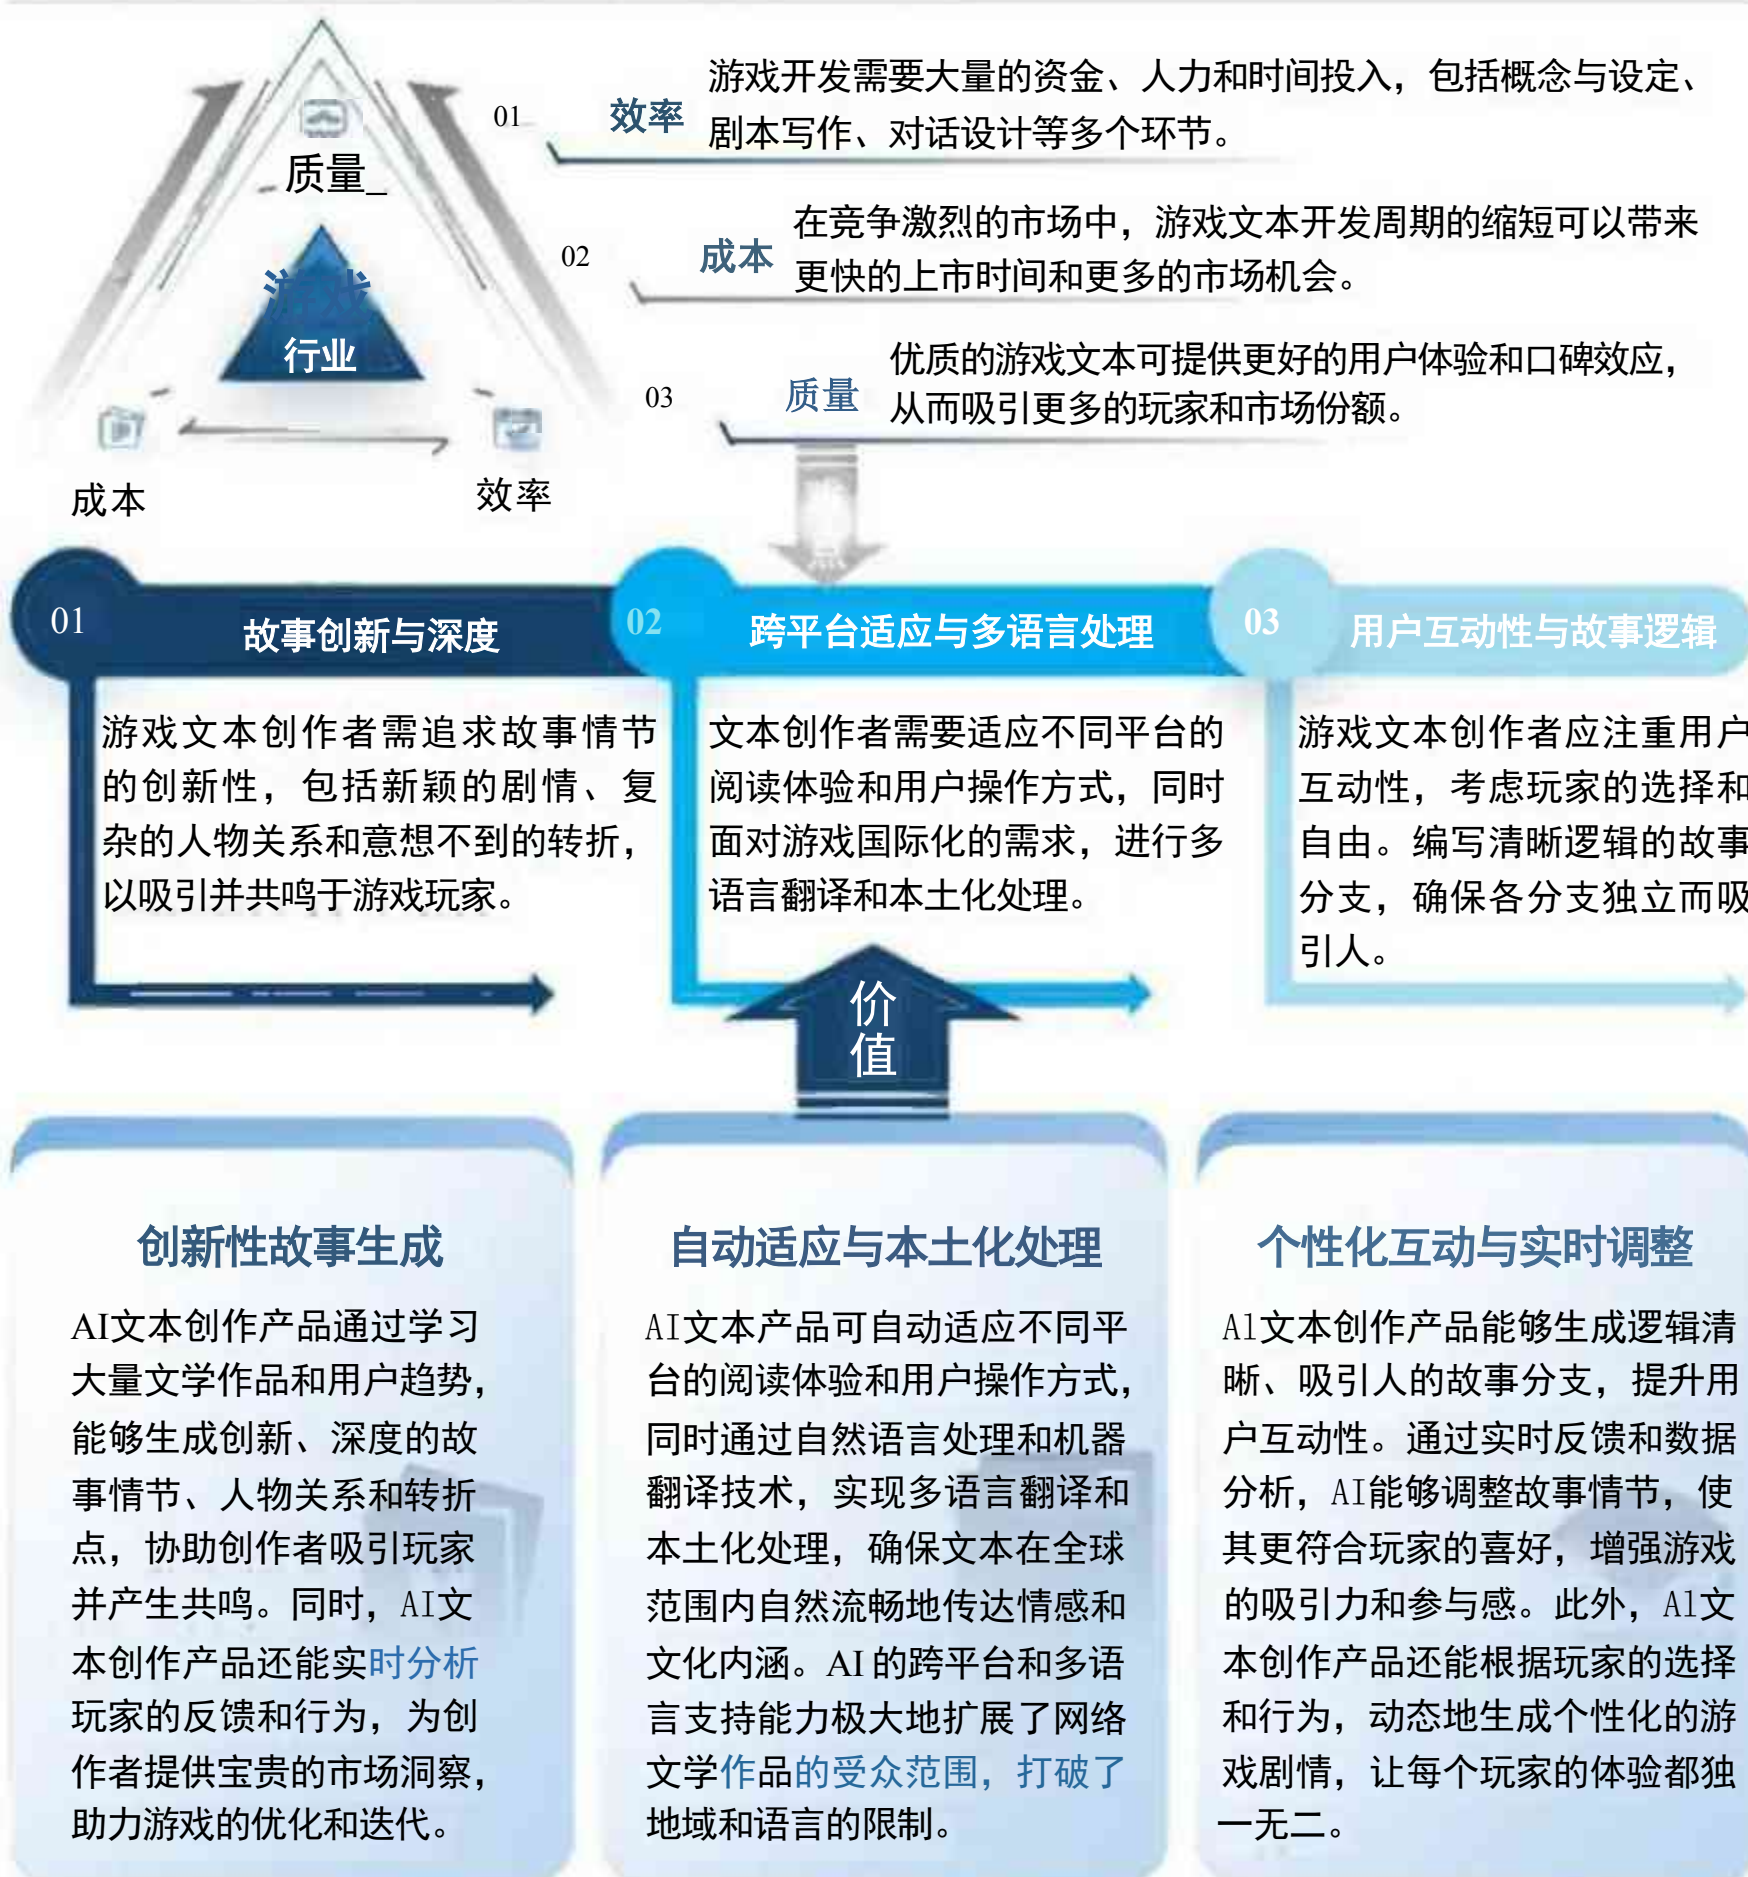 质量
游戏
行业
成本
效率
01
效率
游戏开发需要大量的资金、人力和时间投入，包括概念与设定、
剧本写作、对话设计等多个环节。
02
成本
在竞争激烈的市场中，游戏文本开发周期的缩短可以带来
更快的上市时间和更多的市场机会。
03
质量
优质的游戏文本可提供更好的用户体验和口碑效应，
从而吸引更多的玩家和市场份额。
01
故事创新与深度
游戏文本创作者需追求故事情节
的创新性，包括新颖的剧情、复
杂的人物关系和意想不到的转折，
以吸引并共鸣于游戏玩家。
02
跨平台适应与多语言处理
文本创作者需要适应不同平台的
阅读体验和用户操作方式，同时
面对游戏国际化的需求，进行多
语言翻译和本土化处理。
03
用户互动性与故事逻辑
游戏文本创作者应注重用户
互动性，考虑玩家的选择和
自由。编写清晰逻辑的故事
分支，确保各分支独立而吸
引人。
价
值
创新性故事生成
AI文本创作产品通过学习
大量文学作品和用户趋势，
能够生成创新、深度的故
事情节、人物关系和转折
点，协助创作者吸引玩家
并产生共鸣。同时，AI文
本创作产品还能实时分析
玩家的反馈和行为，为创
作者提供宝贵的市场洞察，
助力游戏的优化和迭代。
自动适应与本土化处理
AI文本产品可自动适应不同平
台的阅读体验和用户操作方式，
同时通过自然语言处理和机器
翻译技术，实现多语言翻译和
本土化处理，确保文本在全球
范围内自然流畅地传达情感和
文化内涵。AI 的跨平台和多语
言支持能力极大地扩展了网络
文学作品的受众范围，打破了
地域和语言的限制。
个性化互动与实时调整
Al文本创作产品能够生成逻辑清
晰、吸引人的故事分支，提升用
户互动性。通过实时反馈和数据
分析，AI能够调整故事情节，使
其更符合玩家的喜好，增强游戏
的吸引力和参与感。此外，Al文
本创作产品还能根据玩家的选择
和行为，动态地生成个性化的游
戏剧情，让每个玩家的体验都独
一无二。